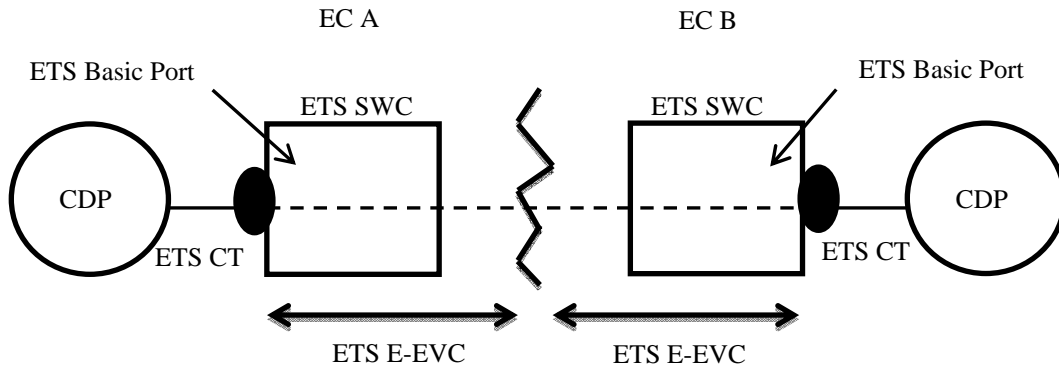 EC A
EC B
ETS Basic Port
ETS Basic Port
ETS SWC
ETS SWC
CDP
CDP
ETS CT
ETS CT
ETS E-EVC
ETS E-EVC